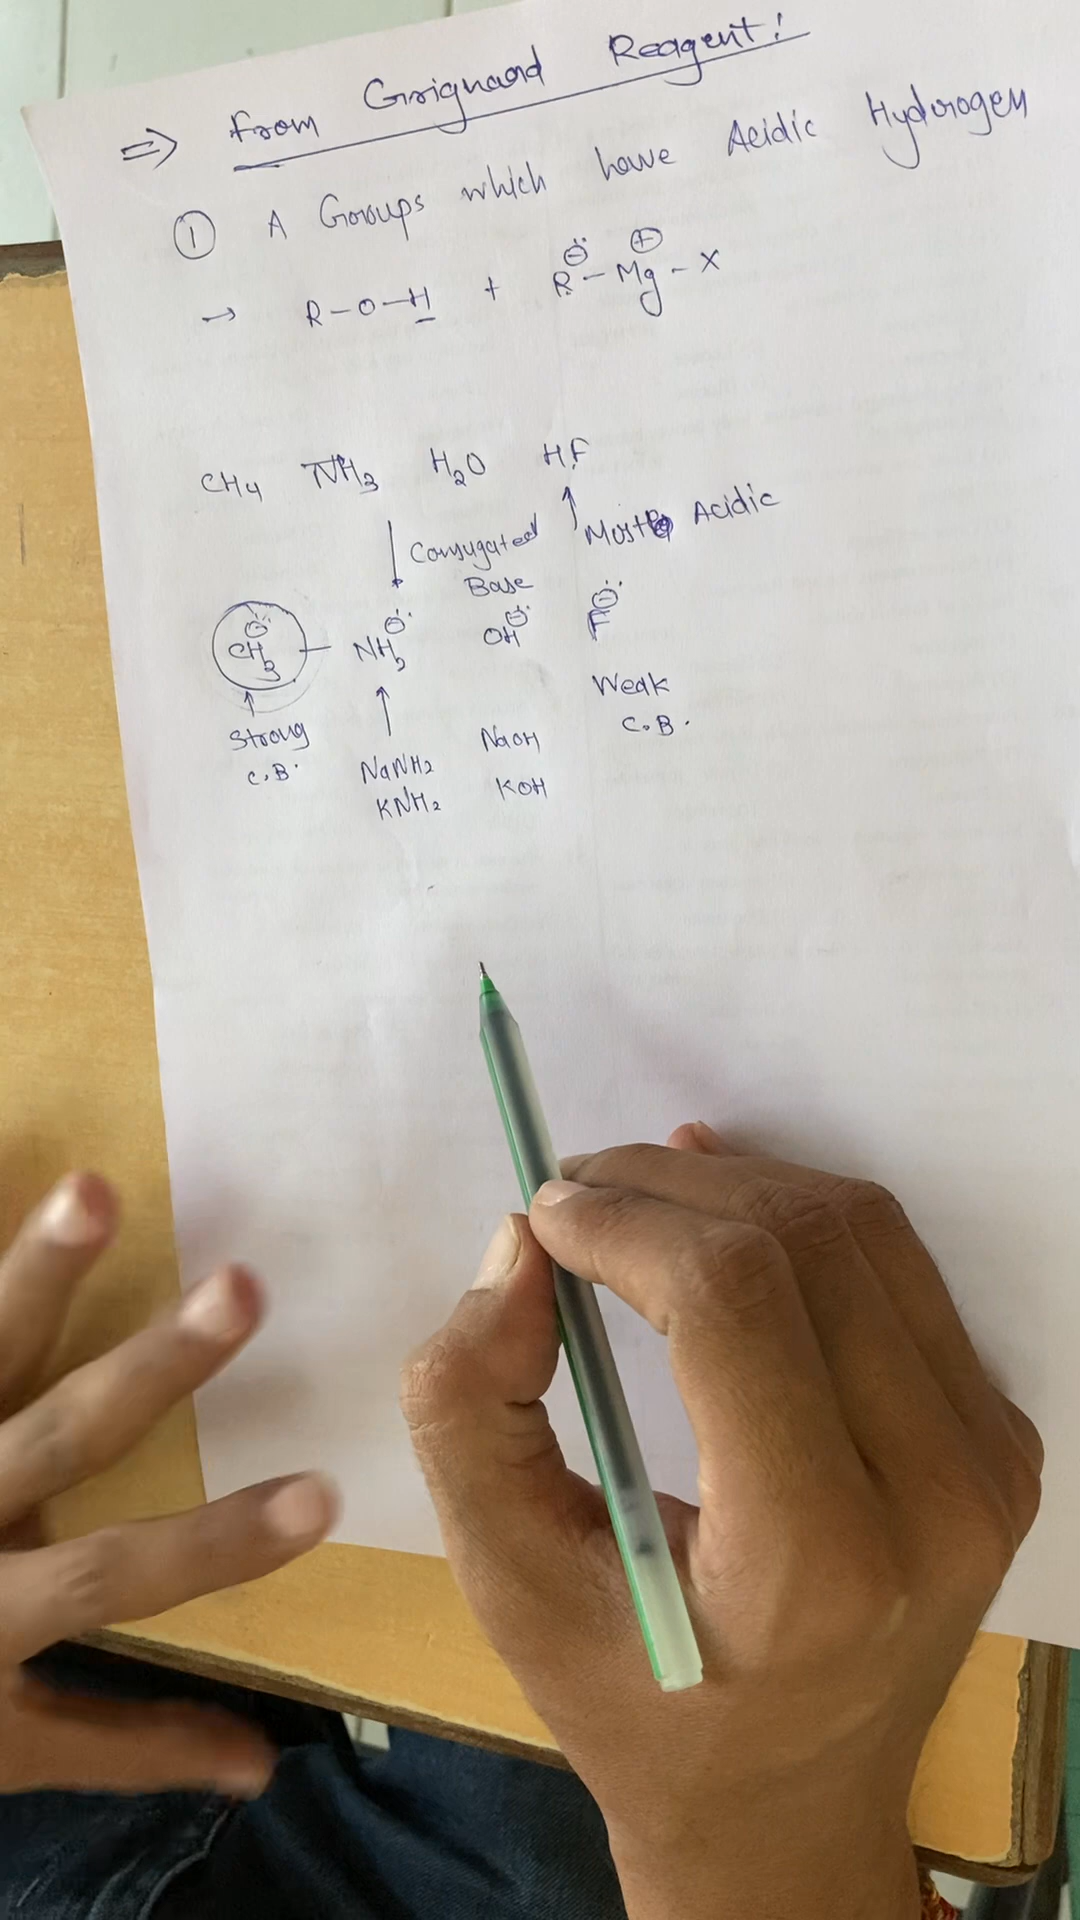 ⇒ From Grignard Reagent!
① A Groups which have Acidic Hydrogen
→ R-O-H + R-Mg-X
⊖ ⊕
CH4 NH3 H2O HF
↓ Conjugated Base
↑ Most Acidic
CH3⊖ - NH2⊖ OH⊖ F⊖
Strong C.B.
NaNH2 KNH2
NaOH KOH
Weak C.B.